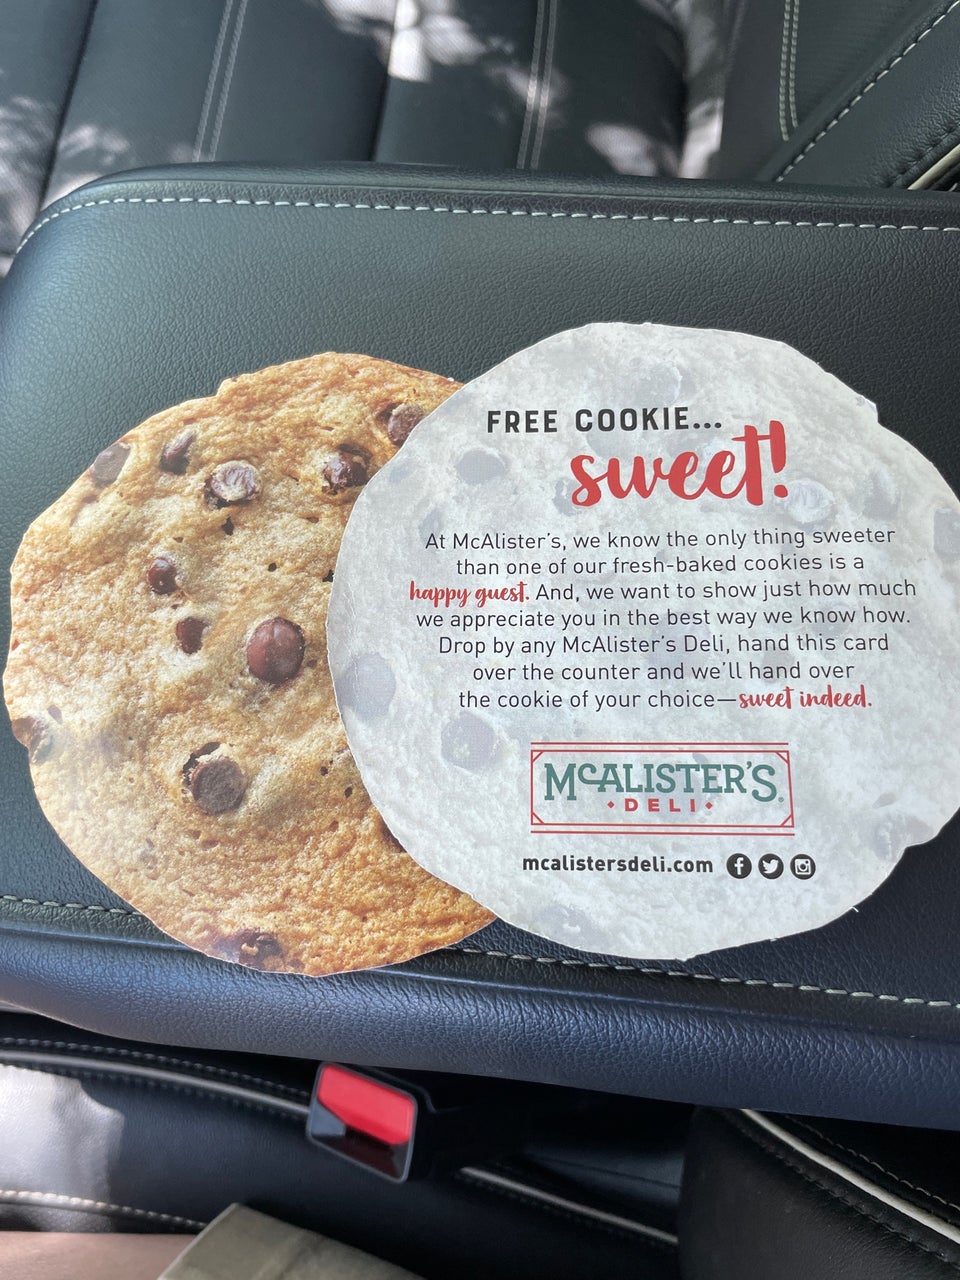 FREE COOKIE...
sweet!
At McAlister's, we know the only thing sweeter
than one of our fresh-baked cookies is a
happy guest. And, we want to show just how much
we appreciate you in the best way we know how.
Drop by any McAlister's Deli, hand this card
over the counter and we'll hand over
the cookie of your choice—sweet indeed.
McALISTER'S
DELI
mcalistersdeli.com